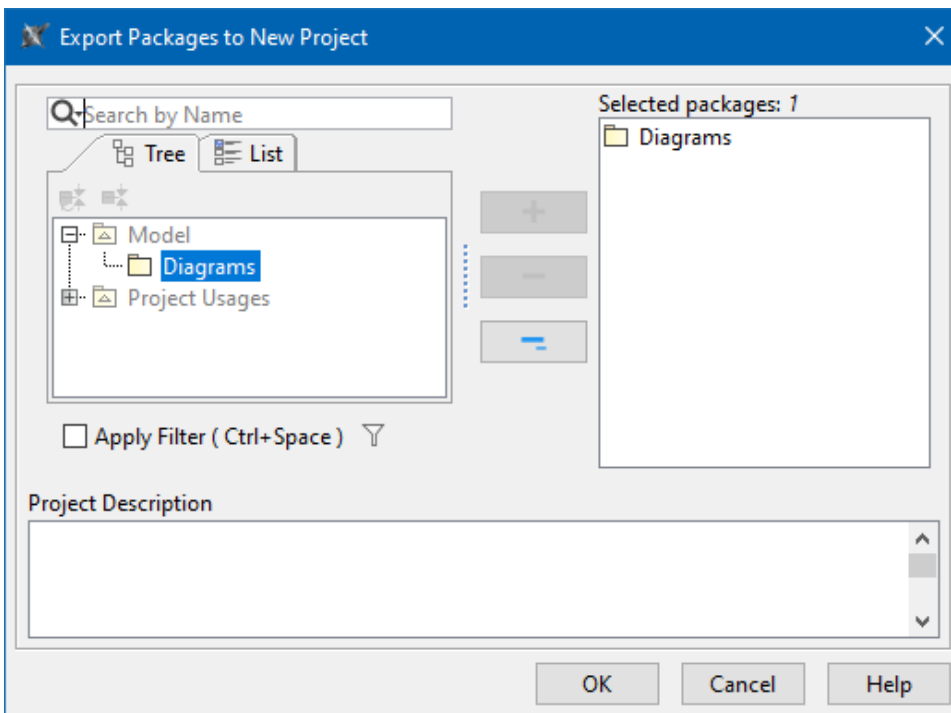 Export Packages to New Project
Search by Name
Selected packages: 1
Tree
List
Diagrams
Model
Diagrams
Project Usages
Apply Filter ( Ctrl+Space )
Project Description
OK
Cancel
Help